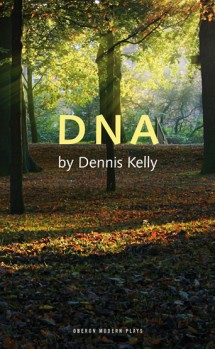 DNA
by Dennis Kelly
OBERON MODERN PLAYS